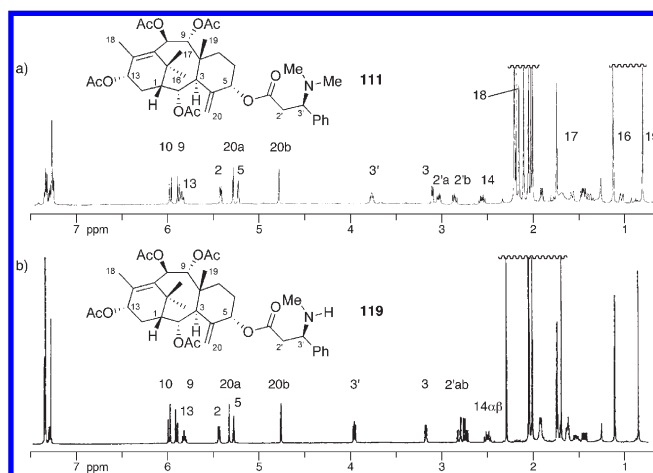 a)
AcO
9
OAc
OAc
19
18
17
Me
N
Me
111
AcO
13
16
3
5
O
O
1
H
H
2'
3'
Ph
OAc
20
18
17
16
19
10 9
13
2
20a
5
20b
3'
3
2'a
2'b
14
7 ppm 6 5 4 3 2 1
b)
AcO
9
OAc
19
18
Me
N
H
119
AcO
13
3
5
O
O
1
H
H
2'
3'
Ph
OAc
20
10 9
13
2
20a
5
20b
3'
3
2'ab
14αβ
7 ppm 6 5 4 3 2 1